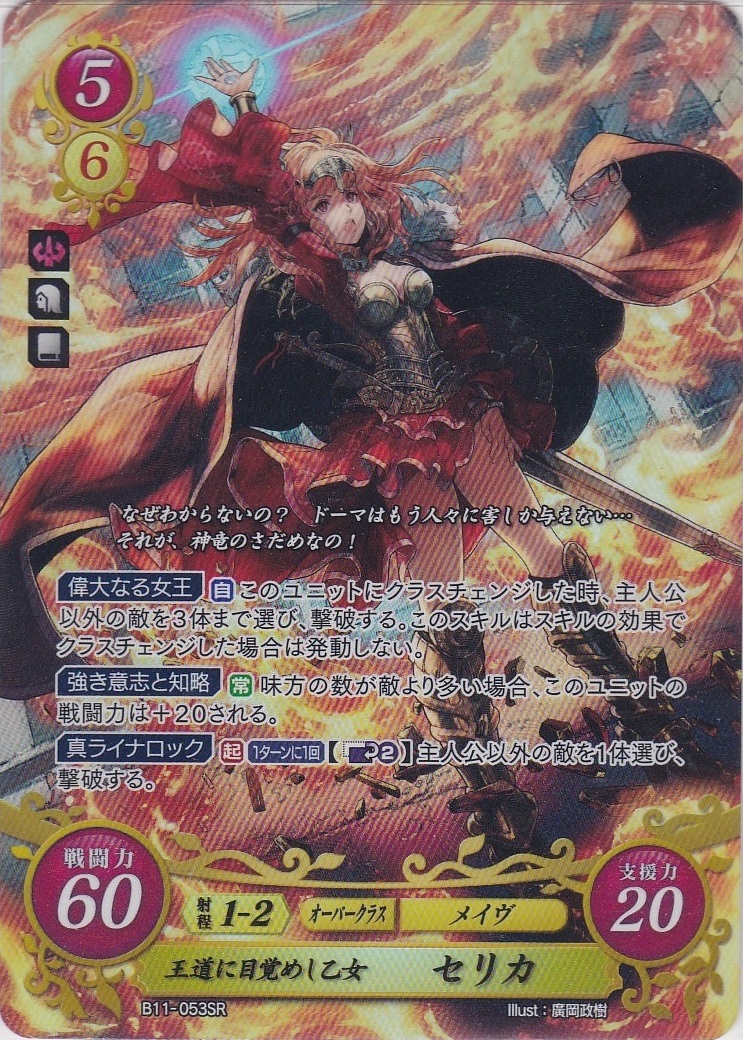 5
6
なぜわからないの？　ドーマはもう人々に害しか与えない…
それが、神竜のさだめなの！
偉大なる女王 自 このユニットにクラスチェンジした時、主人公
以外の敵を3体まで選び、撃破する。このスキルはスキルの効果で
クラスチェンジした場合は発動しない。
強き意志と知略 常 味方の数が敵より多い場合、このユニットの
戦闘力は＋20される。
真ライナロック 起 1ターンに1回 【 2 】主人公以外の敵を1体選び、
撃破する。
戦闘力
60
射程 1-2
オーバークラス
メイヴ
支援力
20
王道に目覚めし乙女　セリカ
B11-053SR
Illust：廣岡政樹